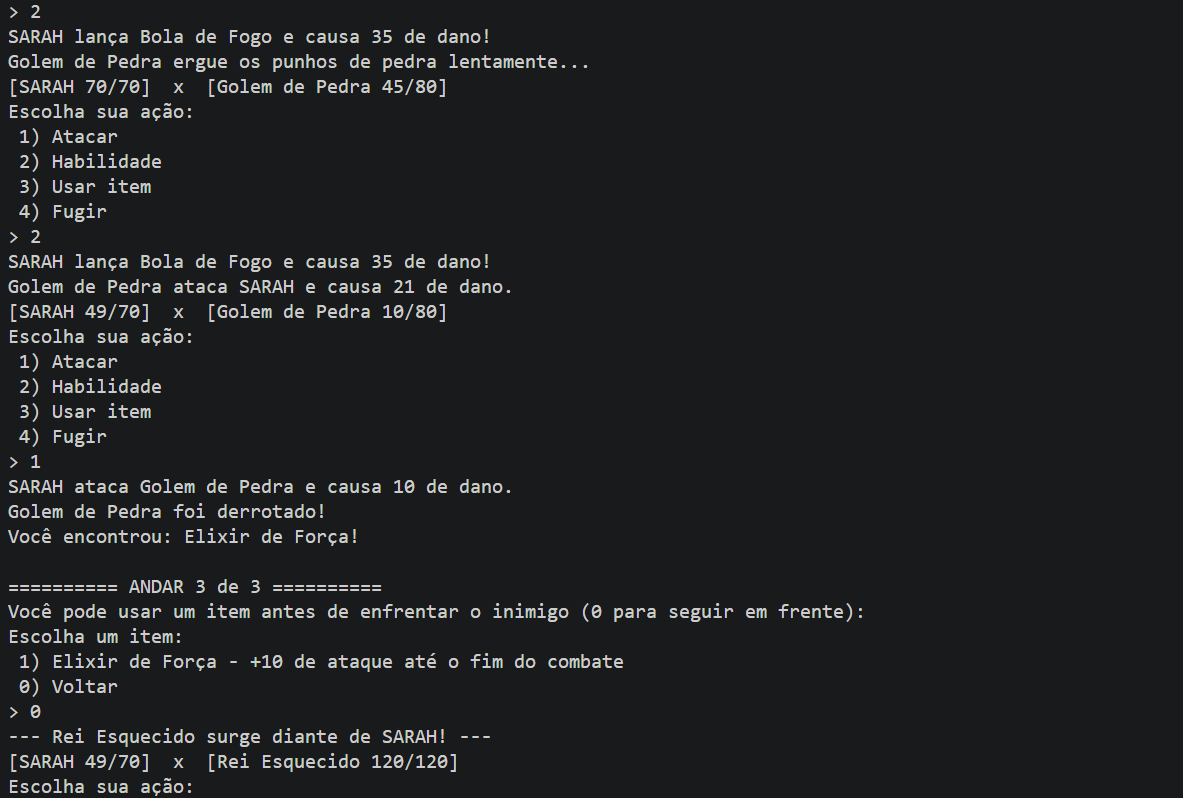 > 2
SARAH lança Bola de Fogo e causa 35 de dano!
Golem de Pedra ergue os punhos de pedra lentamente...
[SARAH 70/70]  x  [Golem de Pedra 45/80]
Escolha sua ação:
 1) Atacar
 2) Habilidade
 3) Usar item
 4) Fugir
> 2
SARAH lança Bola de Fogo e causa 35 de dano!
Golem de Pedra ataca SARAH e causa 21 de dano.
[SARAH 49/70]  x  [Golem de Pedra 10/80]
Escolha sua ação:
 1) Atacar
 2) Habilidade
 3) Usar item
 4) Fugir
> 1
SARAH ataca Golem de Pedra e causa 10 de dano.
Golem de Pedra foi derrotado!
Você encontrou: Elixir de Força!

========== ANDAR 3 de 3 ==========
Você pode usar um item antes de enfrentar o inimigo (0 para seguir em frente):
Escolha um item:
 1) Elixir de Força - +10 de ataque até o fim do combate
 0) Voltar
> 0
--- Rei Esquecido surge diante de SARAH! ---
[SARAH 49/70]  x  [Rei Esquecido 120/120]
Escolha sua ação: